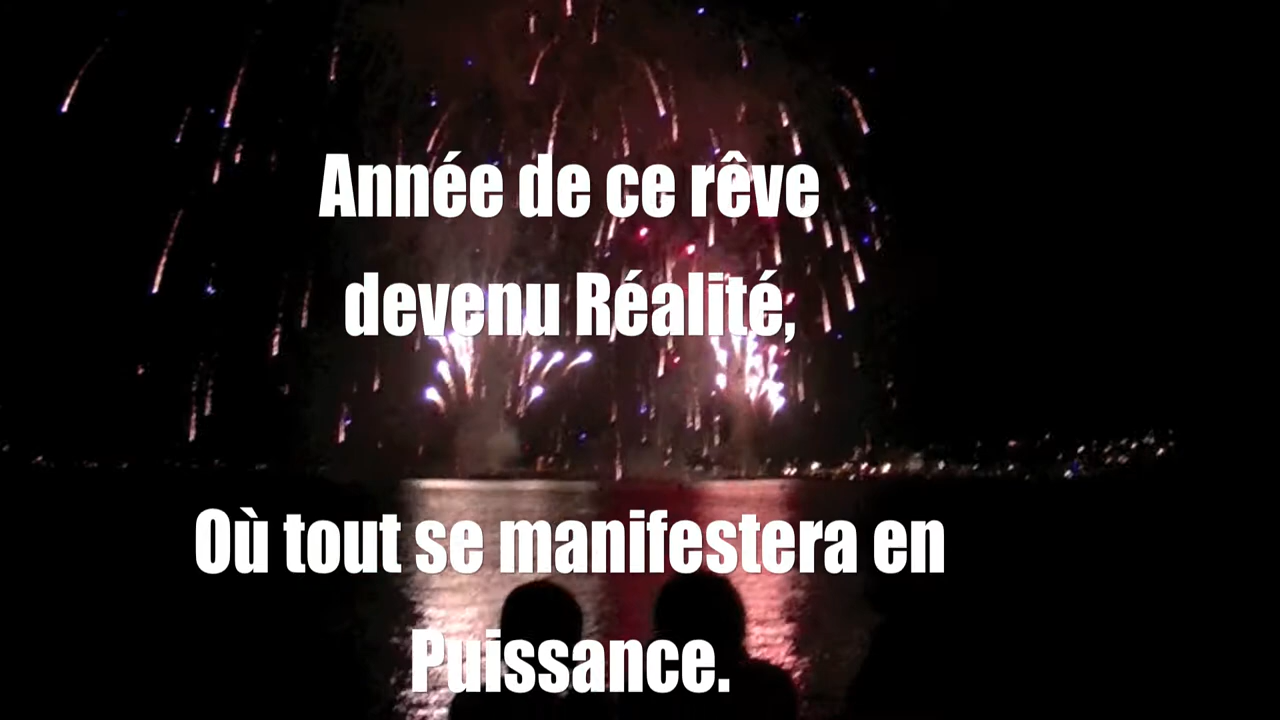 Année de ce rêve
devenu Réalité,
Où tout se manifestera en
Puissance.